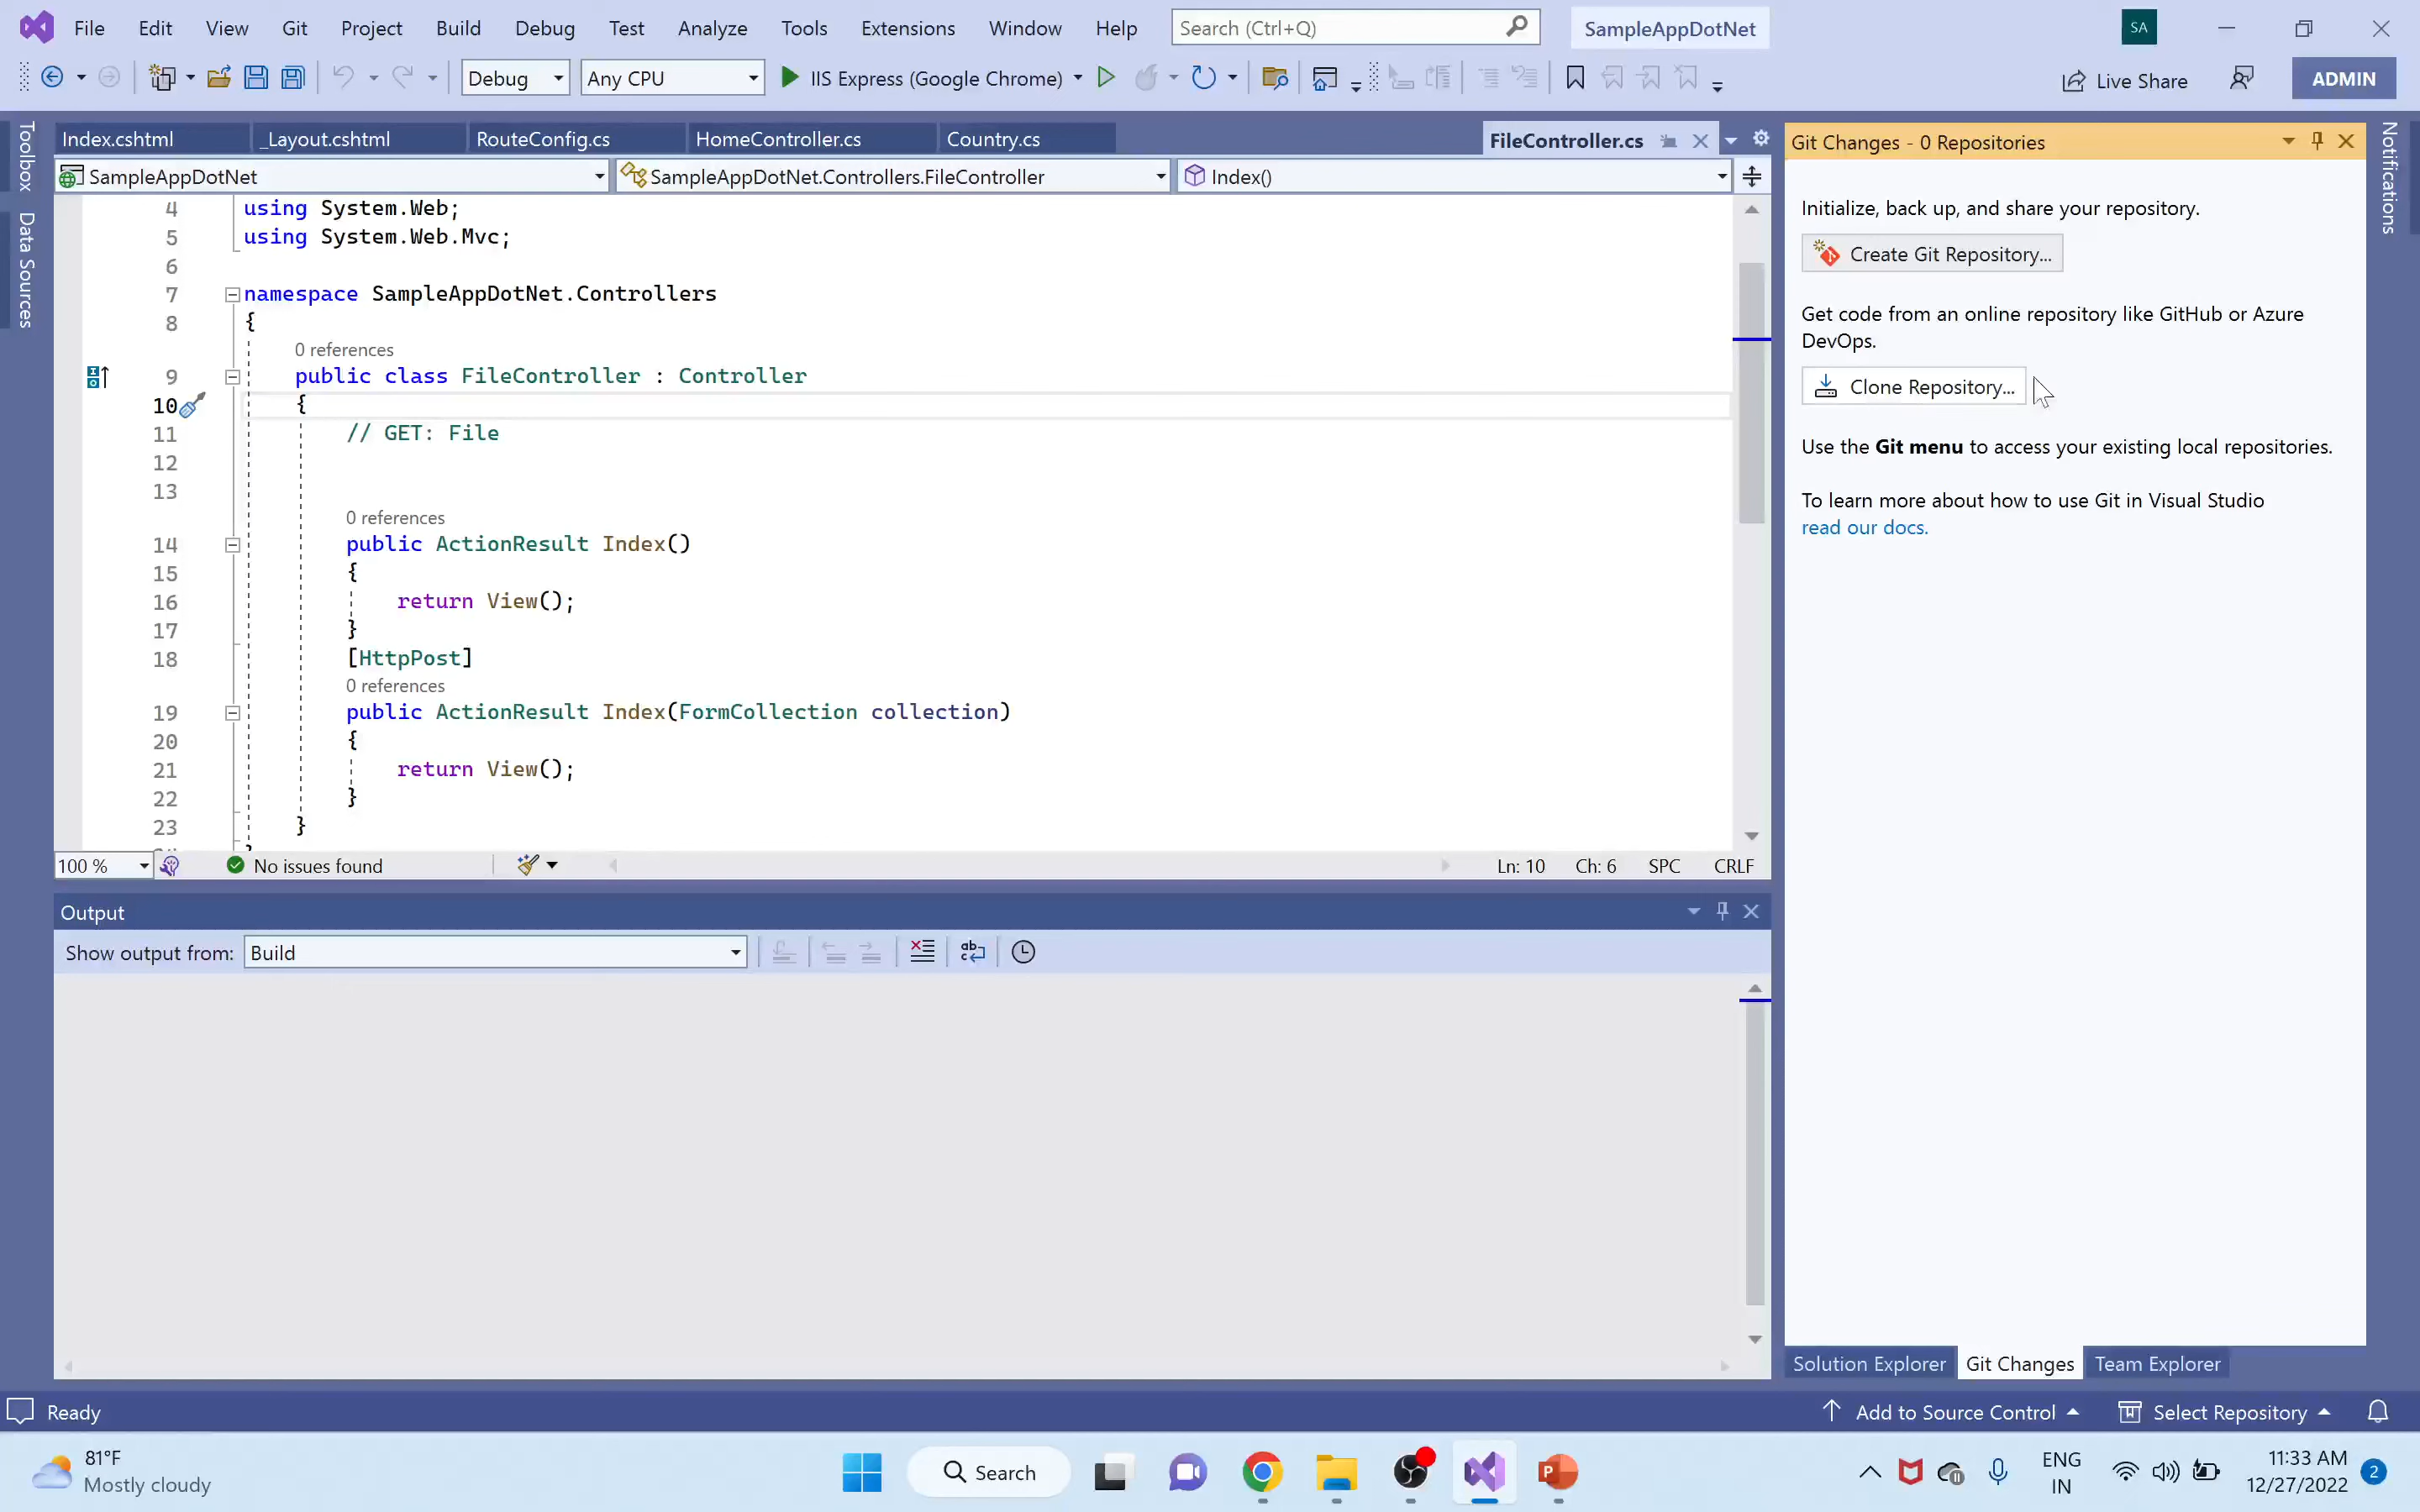 File Edit View Git Project Build Debug Test Analyze Tools Extensions Window Help Search (Ctrl+Q) SampleAppDotNet SA
Debug Any CPU IIS Express (Google Chrome) Live Share ADMIN
Toolbox
Data Sources
Index.cshtml _Layout.cshtml RouteConfig.cs HomeController.cs Country.cs FileController.cs
SampleAppDotNet SampleAppDotNet.Controllers.FileController Index()
4 using System.Web;
5 using System.Web.Mvc;
6
7 namespace SampleAppDotNet.Controllers
8 {
0 references
9 public class FileController : Controller
10 {
11 // GET: File
12
13
0 references
14 public ActionResult Index()
15 {
16 return View();
17 }
18 [HttpPost]
0 references
19 public ActionResult Index(FormCollection collection)
20 {
21 return View();
22 }
23 }
100 % No issues found Ln: 10 Ch: 6 SPC CRLF
Output
Show output from: Build
Git Changes - 0 Repositories
Initialize, back up, and share your repository.
Create Git Repository...
Get code from an online repository like GitHub or Azure
DevOps.
Clone Repository...
Use the Git menu to access your existing local repositories.
To learn more about how to use Git in Visual Studio
read our docs.
Notifications
Solution Explorer Git Changes Team Explorer
Ready Add to Source Control Select Repository
81°F
Mostly cloudy
Search
ENG
IN
11:33 AM
12/27/2022
2